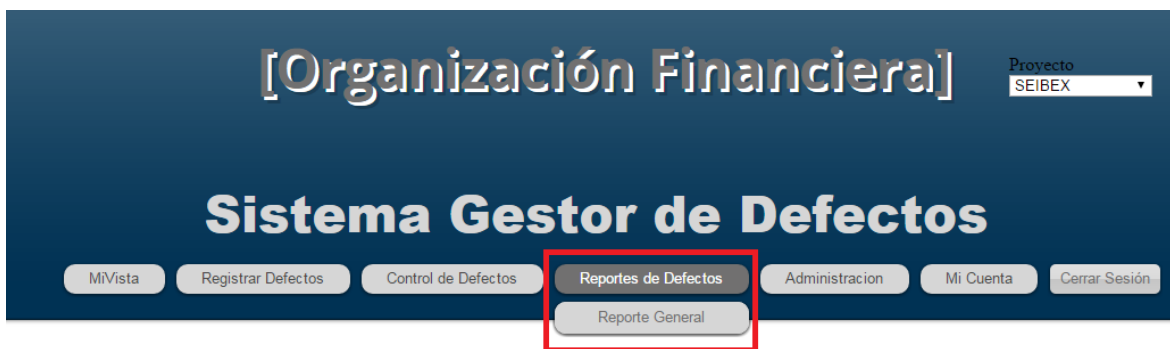 [Organización Financiera]
Proyecto
SEIBEX
Sistema Gestor de Defectos
MiVista Registrar Defectos Control de Defectos Reportes de Defectos Administracion Mi Cuenta Cerrar Sesión
Reporte General